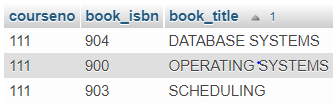 courseno book_isbn book_title 1
111 904 DATABASE SYSTEMS
111 900 OPERATING SYSTEMS
111 903 SCHEDULING